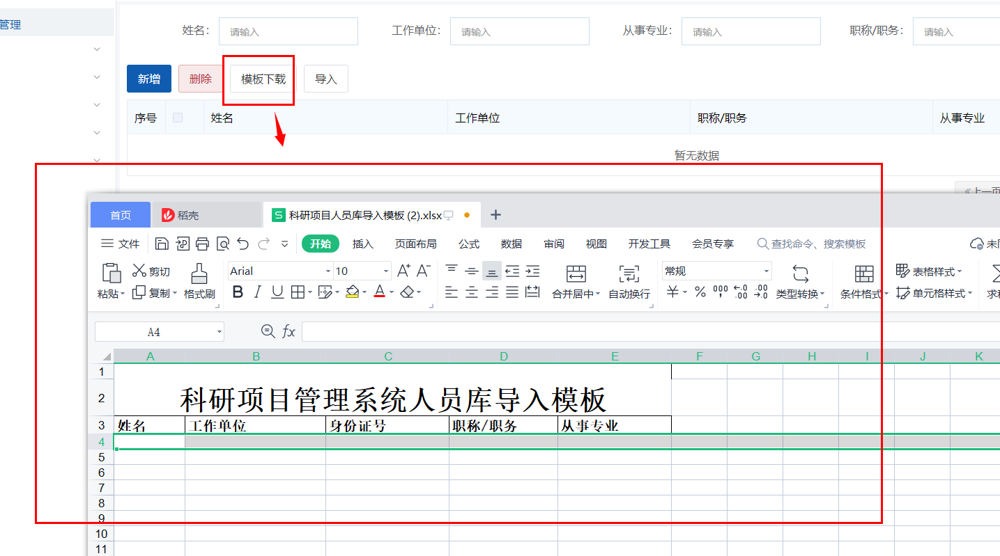 管理
姓名： 请输入 工作单位： 请输入 从事专业： 请输入 职称/职务： 请输入
新增 删除 模板下载 导入
序号 姓名 工作单位 职称/职务 从事专业
暂无数据
« 上一页
首页 稻壳 S 科研项目人员库导入模板 (2).xlsx +
文件 开始 插入 页面布局 公式 数据 审阅 视图 开发工具 会员专享 查找命令、搜索模板 未
剪切 Arial 10 A+ A- 常规 表格样式
粘贴 复制 格式刷 B I U A 合并居中 自动换行 ￥ % 000 .00 .00 类型转换 条件格式 单元格样式 求
A4 fx
A B C D E F G H I J K
1
2 科研项目管理系统人员库导入模板
3 姓名 工作单位 身份证号 职称/职务 从事专业
4
5
6
7
8
9
10
11